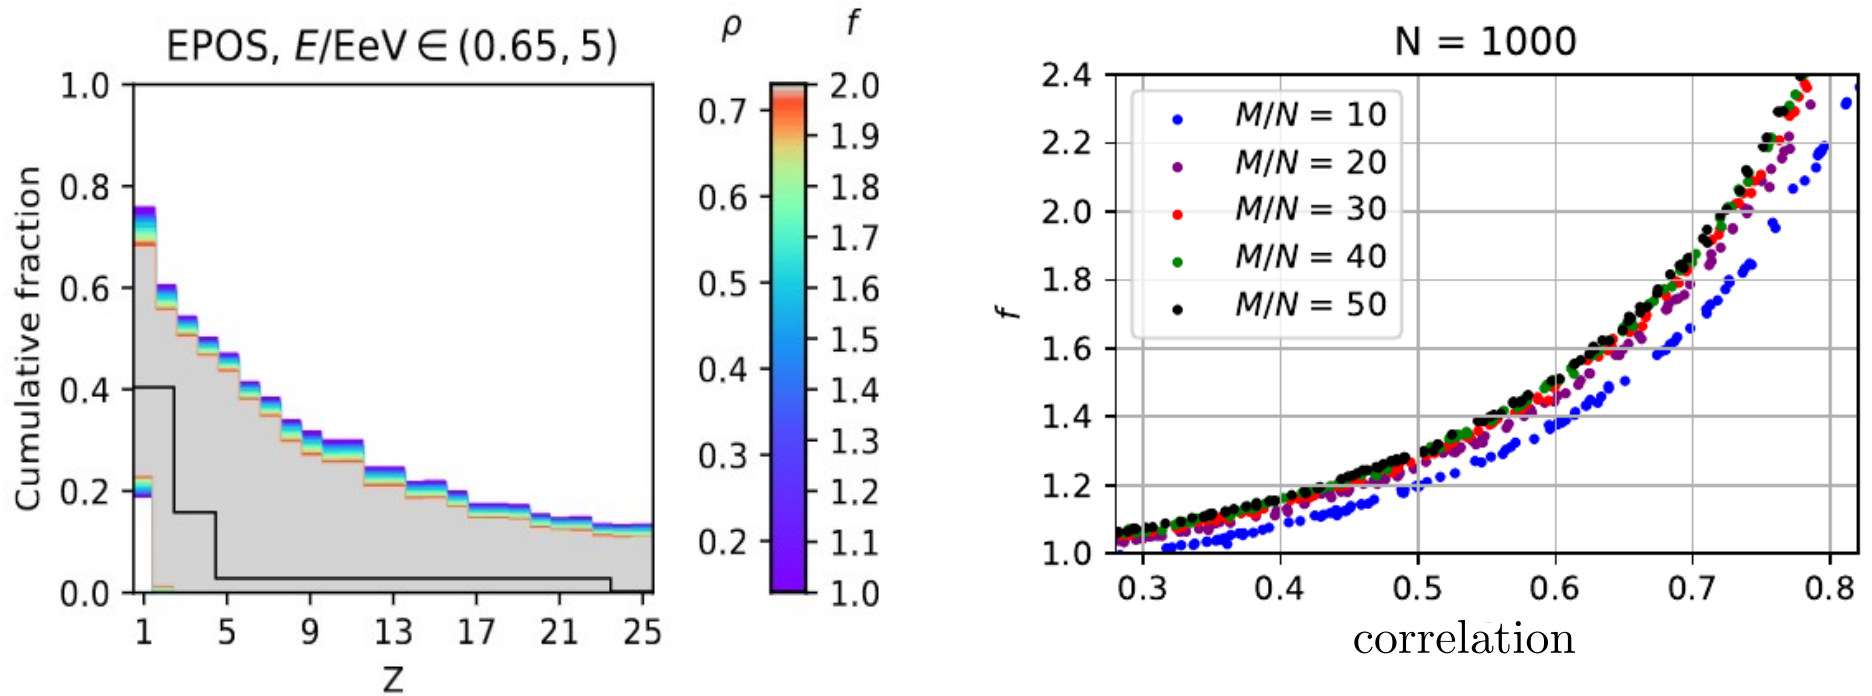 EPOS, E/EeV ∈ (0.65, 5)
Cumulative fraction
1.0
0.8
0.6
0.4
0.2
0.0
1 5 9 13 17 21 25
Z
ρ f
0.7
0.6
0.5
0.4
0.3
0.2
2.0
1.9
1.8
1.7
1.6
1.5
1.4
1.3
1.2
1.1
1.0
N = 1000
f
2.4
2.2
2.0
1.8
1.6
1.4
1.2
1.0
M/N = 10
M/N = 20
M/N = 30
M/N = 40
M/N = 50
0.3 0.4 0.5 0.6 0.7 0.8
correlation